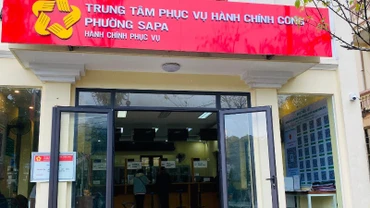 TRUNG TÂM PHỤC VỤ HÀNH CHÍNH CÔNG
PHƯỜNG SAPA
HÀNH CHÍNH PHỤC VỤ